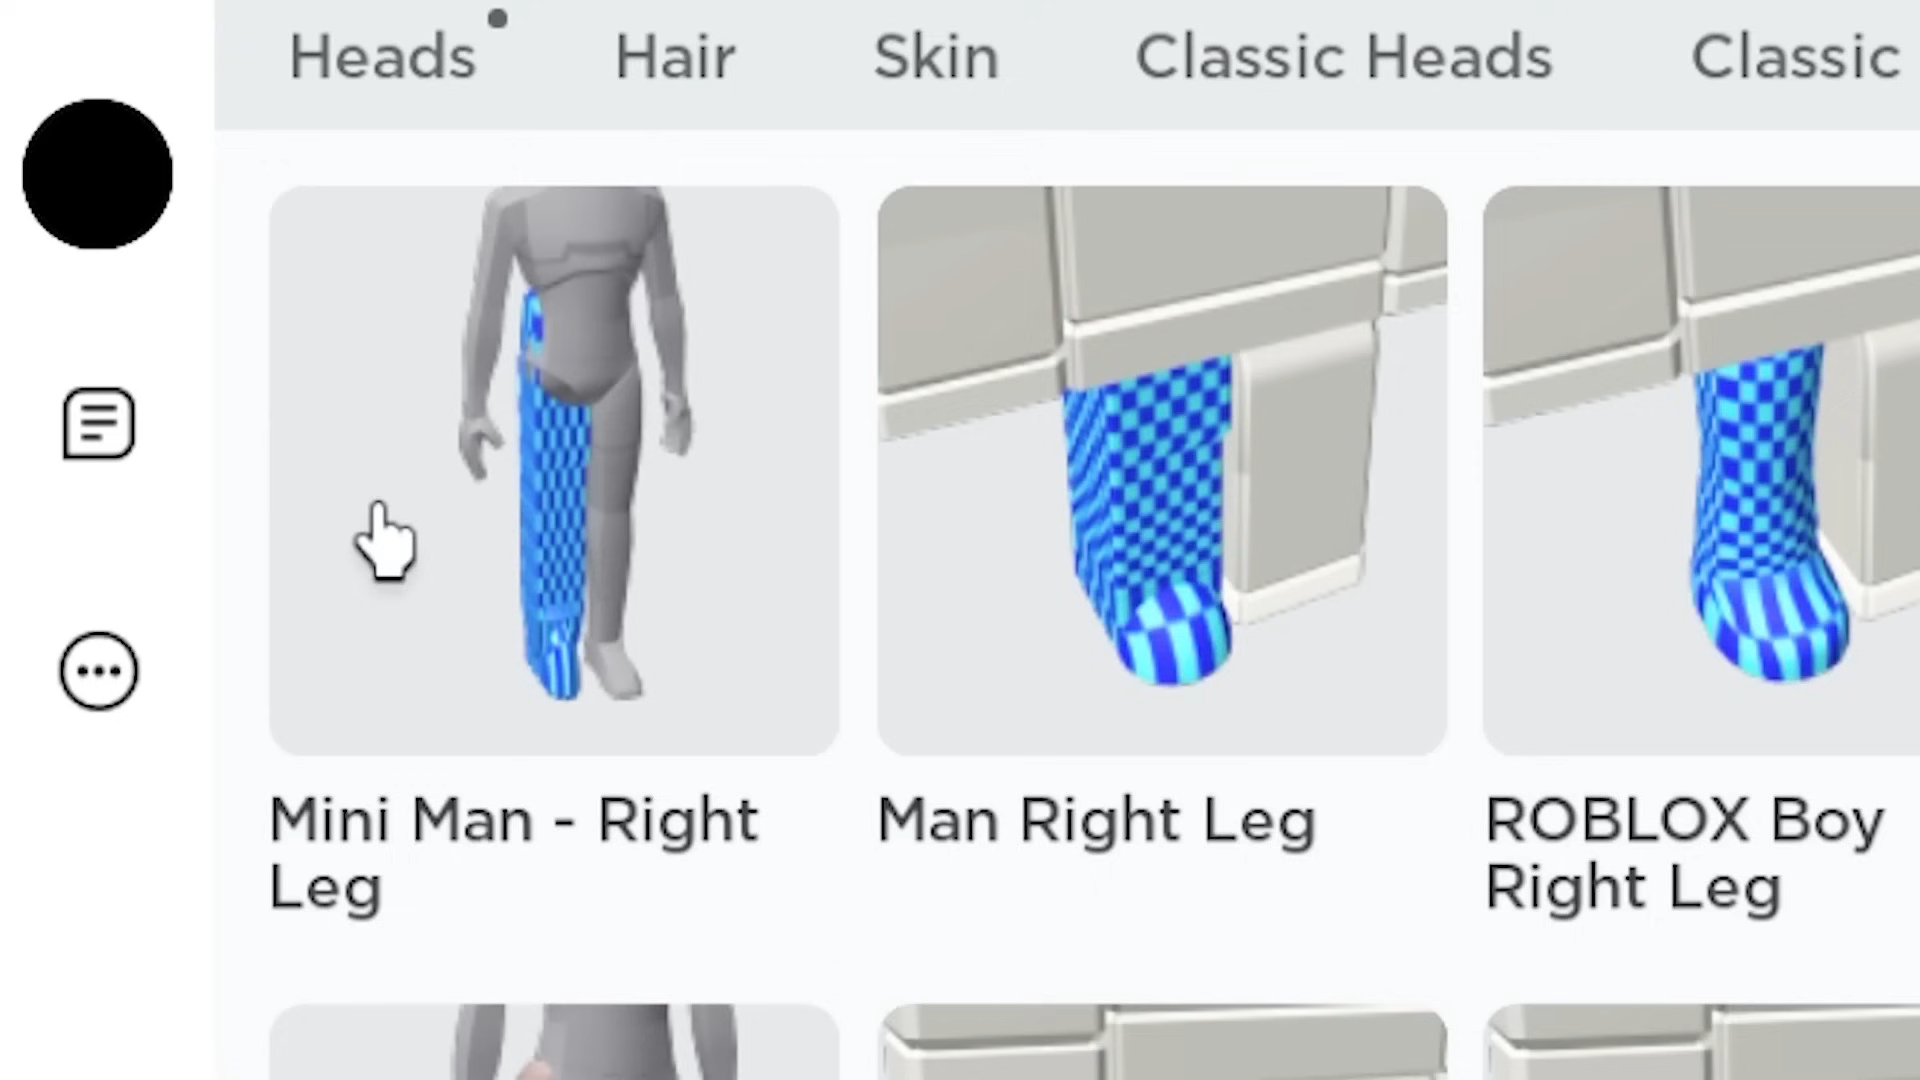 Heads
Hair
Skin
Classic Heads
Classic
Mini Man - Right
Leg
Man Right Leg
ROBLOX Boy
Right Leg